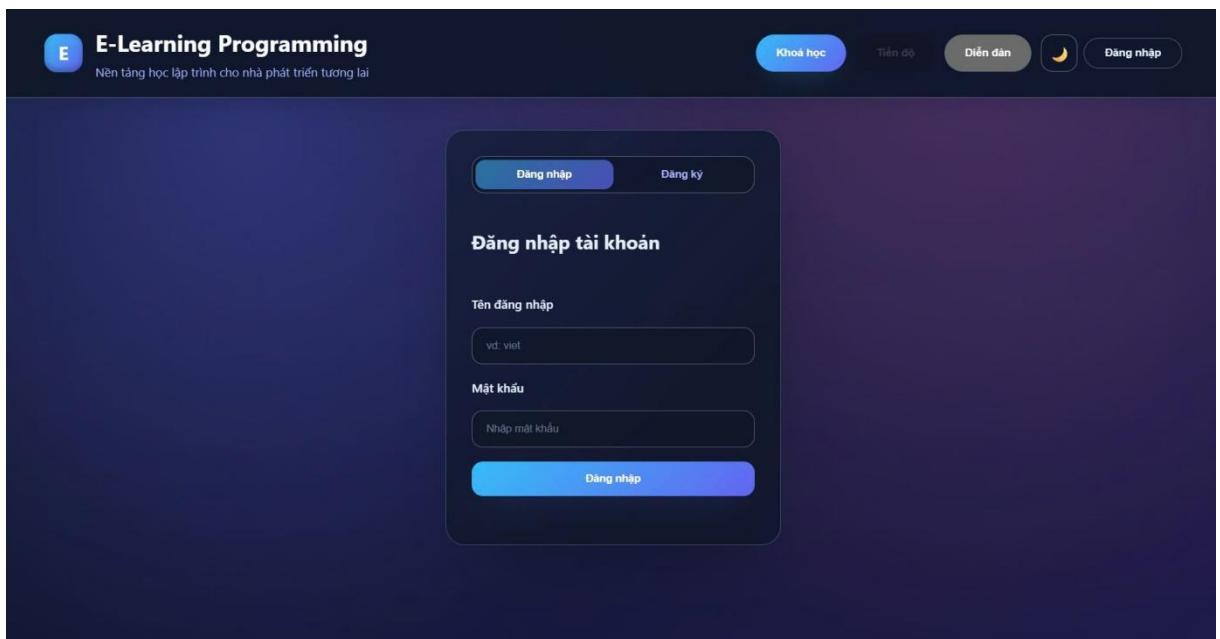 E
E-Learning Programming
Nền tảng học lập trình cho nhà phát triển tương lai
Khoá học
Tiến độ
Diễn đàn
Đăng nhập
Đăng nhập
Đăng ký
Đăng nhập tài khoản
Tên đăng nhập
vd: viet
Mật khẩu
Nhập mật khẩu
Đăng nhập